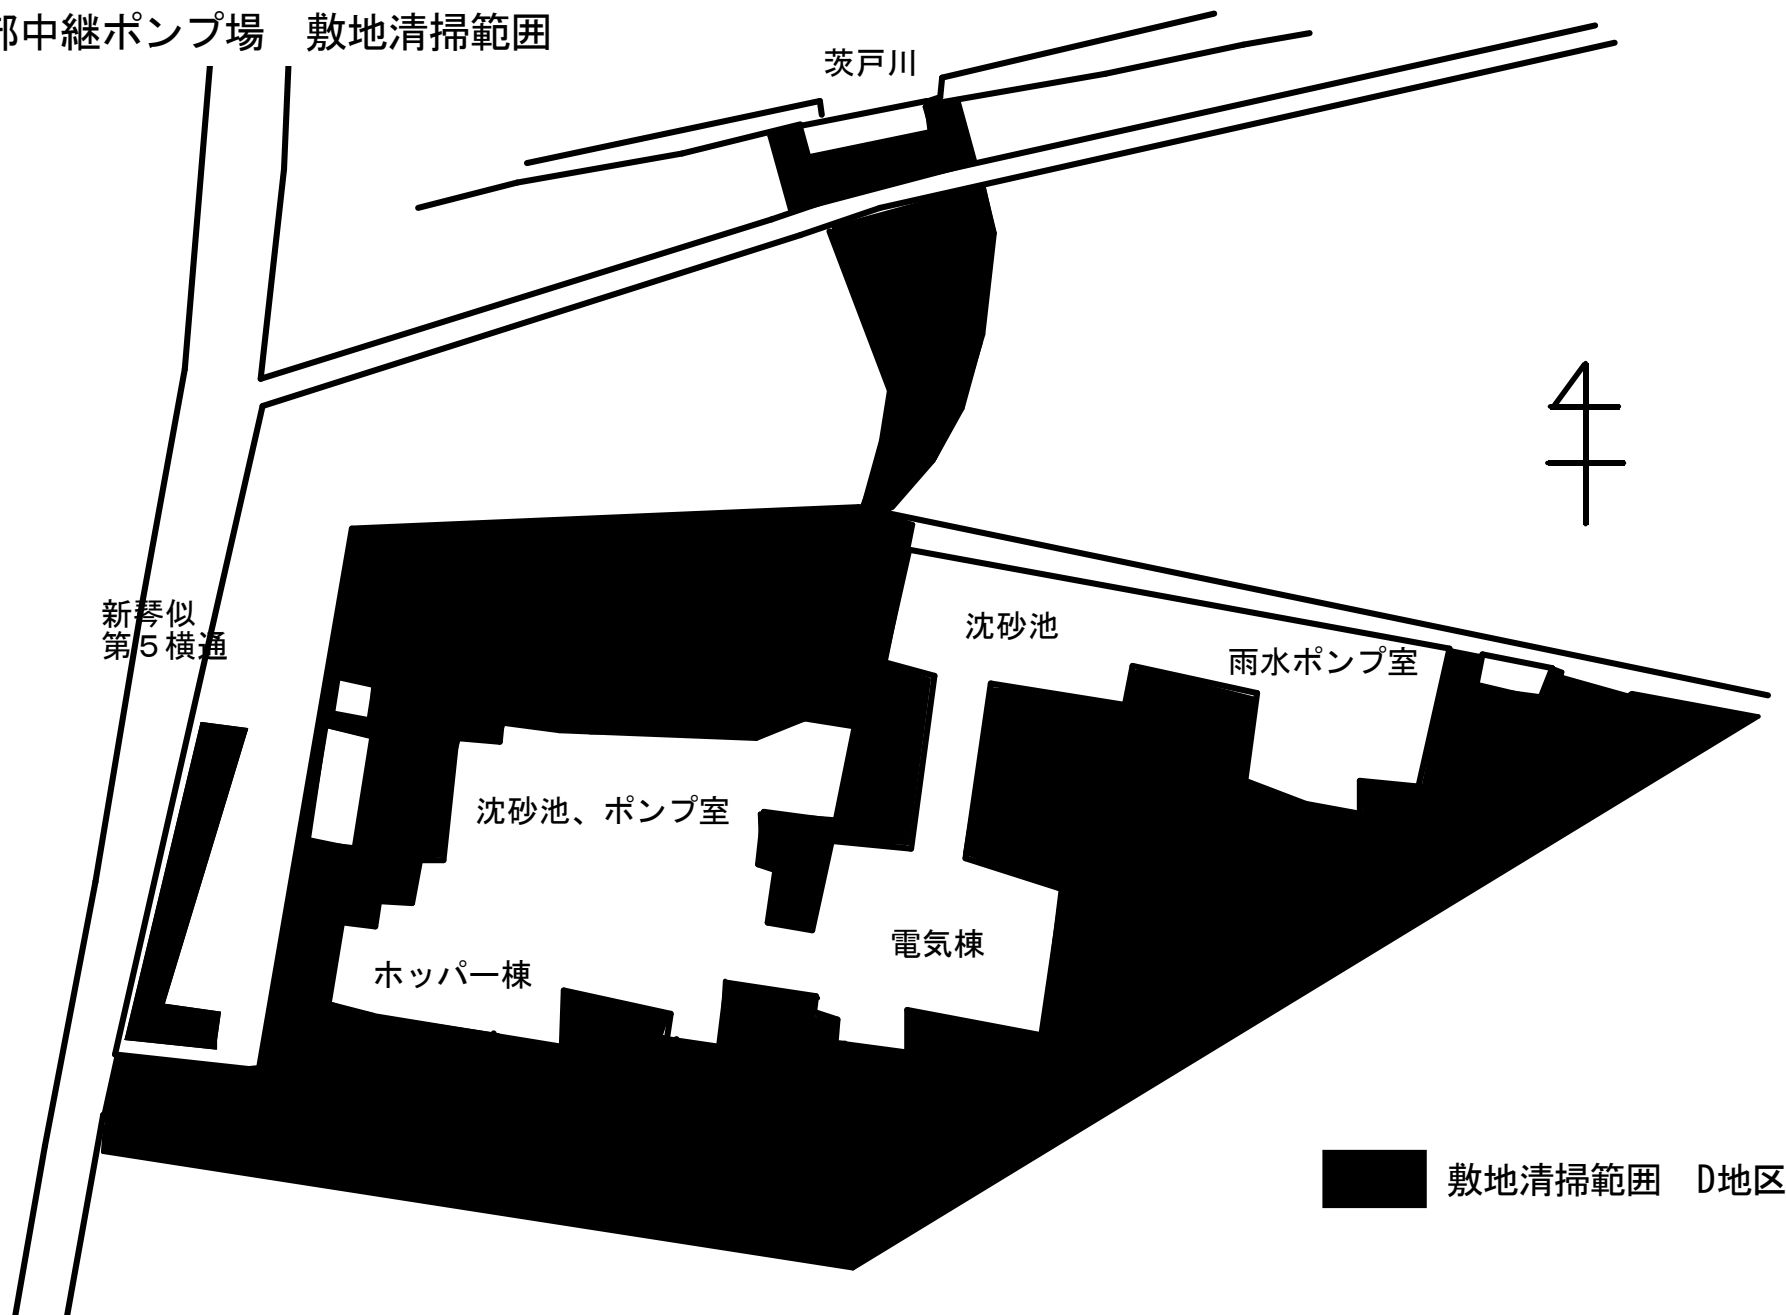 部中継ポンプ場　敷地清掃範囲
茨戸川
新琴似
第５横通
沈砂池
雨水ポンプ室
沈砂池、ポンプ室
電気棟
ホッパー棟
敷地清掃範囲　D地区